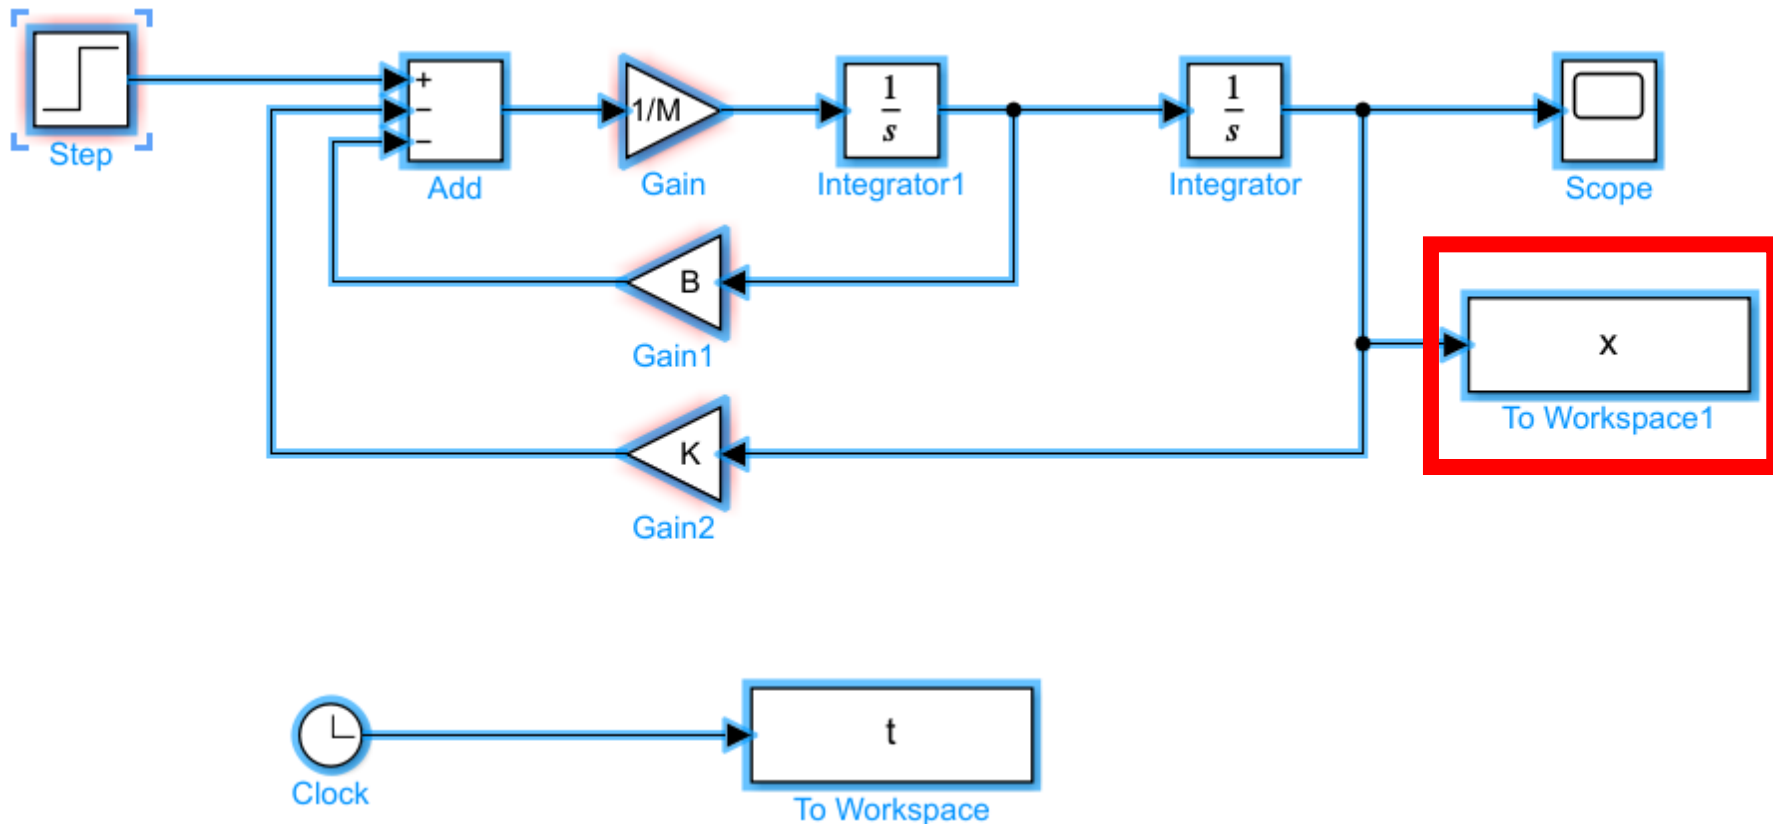 Step
+
−
−
Add
1/M
Gain
1
s
Integrator1
1
s
Integrator
Scope
B
Gain1
x
To Workspace1
K
Gain2
Clock
t
To Workspace